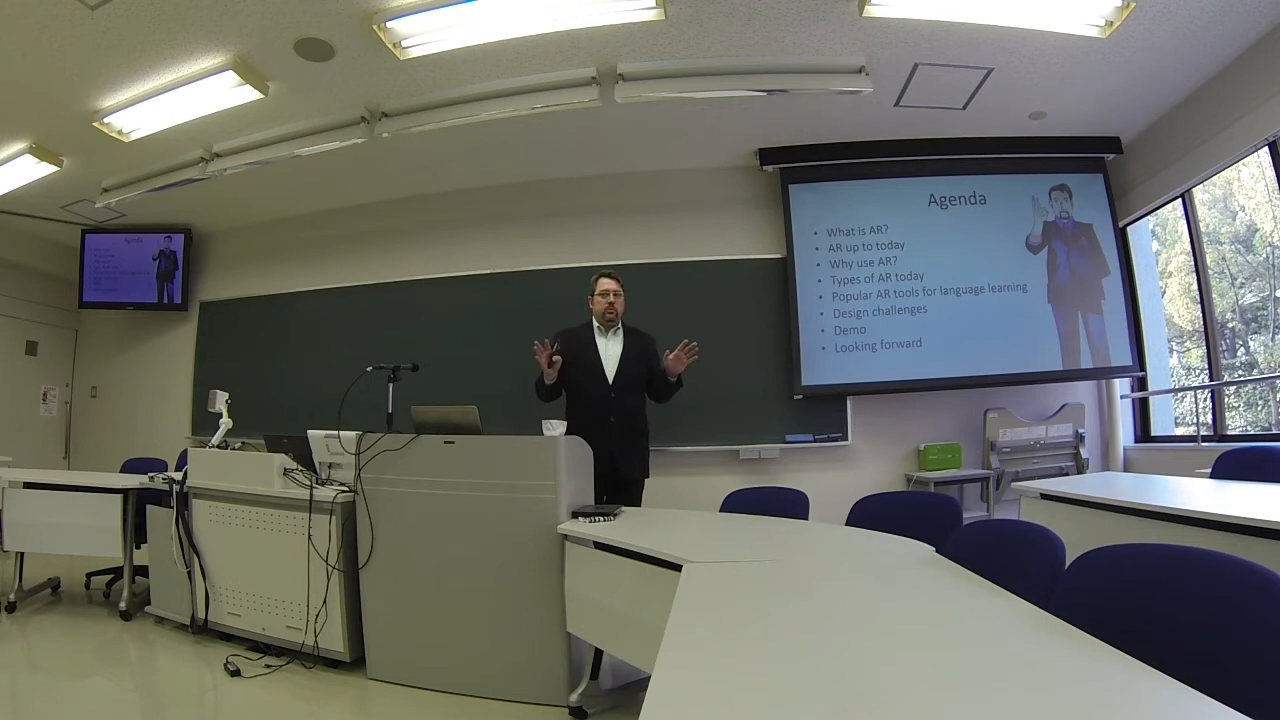 Agenda
• What is AR?
• AR up to today
• Why use AR?
• Types of AR today
• Popular AR tools for language learning
• Design challenges
• Demo
• Looking forward
Agenda